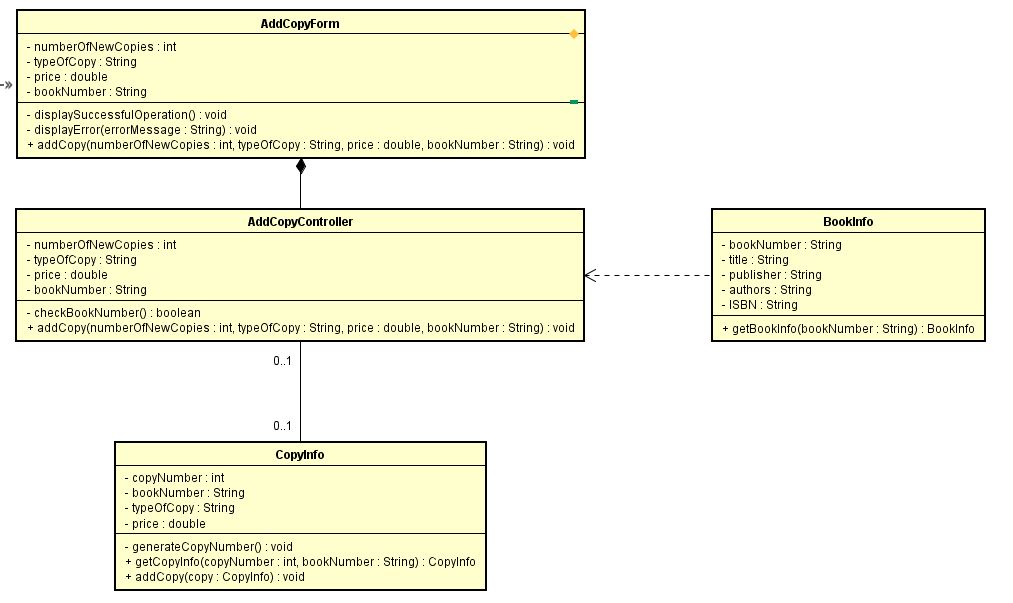 AddCopyForm
- numberOfNewCopies : int
- typeOfCopy : String
- price : double
- bookNumber : String
- displaySuccessfulOperation() : void
- displayError(errorMessage : String) : void
+ addCopy(numberOfNewCopies : int, typeOfCopy : String, price : double, bookNumber : String) : void
AddCopyController
- numberOfNewCopies : int
- typeOfCopy : String
- price : double
- bookNumber : String
- checkBookNumber() : boolean
+ addCopy(numberOfNewCopies : int, typeOfCopy : String, price : double, bookNumber : String) : void
BookInfo
- bookNumber : String
- title : String
- publisher : String
- authors : String
- ISBN : String
+ getBookInfo(bookNumber : String) : BookInfo
0..1
0..1
CopyInfo
- copyNumber : int
- bookNumber : String
- typeOfCopy : String
- price : double
- generateCopyNumber() : void
+ getCopyInfo(copyNumber : int, bookNumber : String) : CopyInfo
+ addCopy(copy : CopyInfo) : void